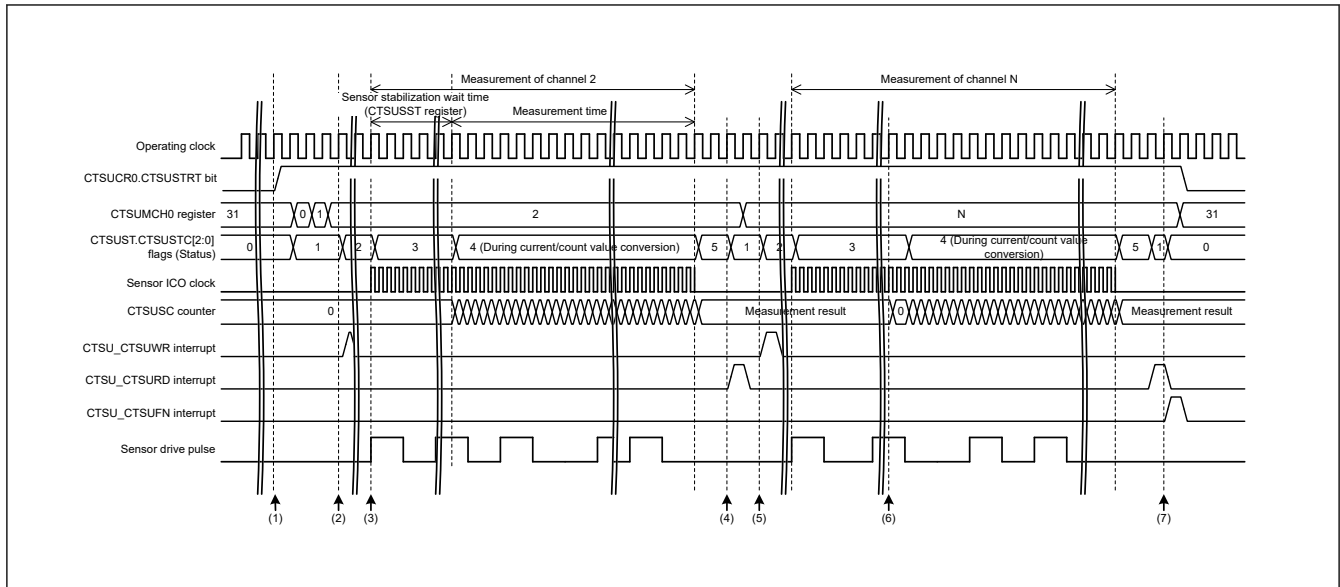 Measurement of channel 2
Measurement of channel N
Sensor stabilization wait time
(CTSUSST register)
Measurement time
Operating clock
CTSUCR0.CTSUSTRT bit
CTSUMCH0 register
31 0 1 2 N 31
CTSUST.CTSUSTC[2:0]
flags (Status)
0 1 2 3 4 (During current/count value conversion) 5 1 2 3 4 (During current/count value
conversion) 5 1 0
Sensor ICO clock
CTSUSC counter
0 Measurement result 0 Measurement result
CTSU_CTSUWR interrupt
CTSU_CTSURD interrupt
CTSU_CTSUFN interrupt
Sensor drive pulse
(1) (2) (3) (4) (5) (6) (7)